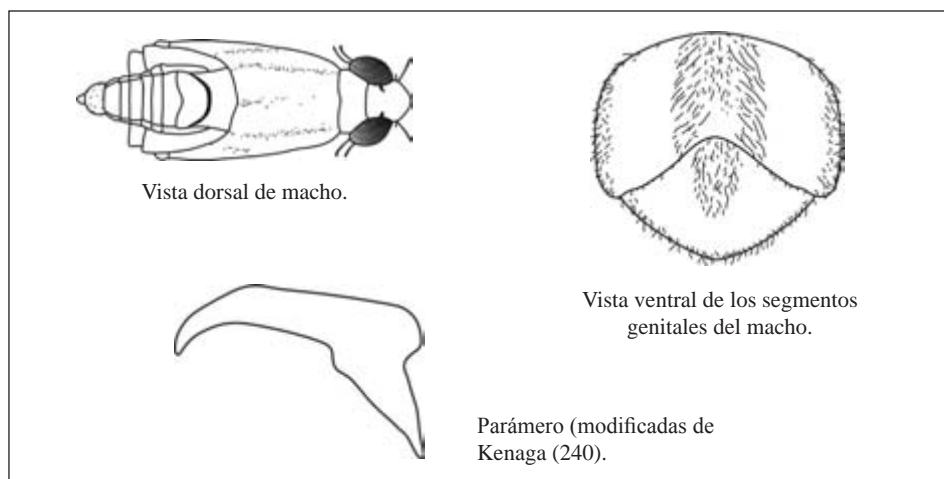 Vista dorsal de macho.
Vista ventral de los segmentos
genitales del macho.
Parámero (modificadas de
Kenaga (240).